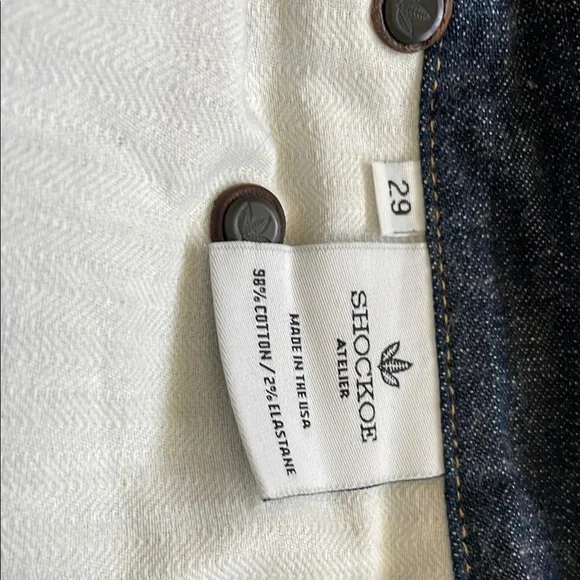 29
SHOCKOE
ATELIER
MADE IN THE USA
98% COTTON / 2% ELASTANE